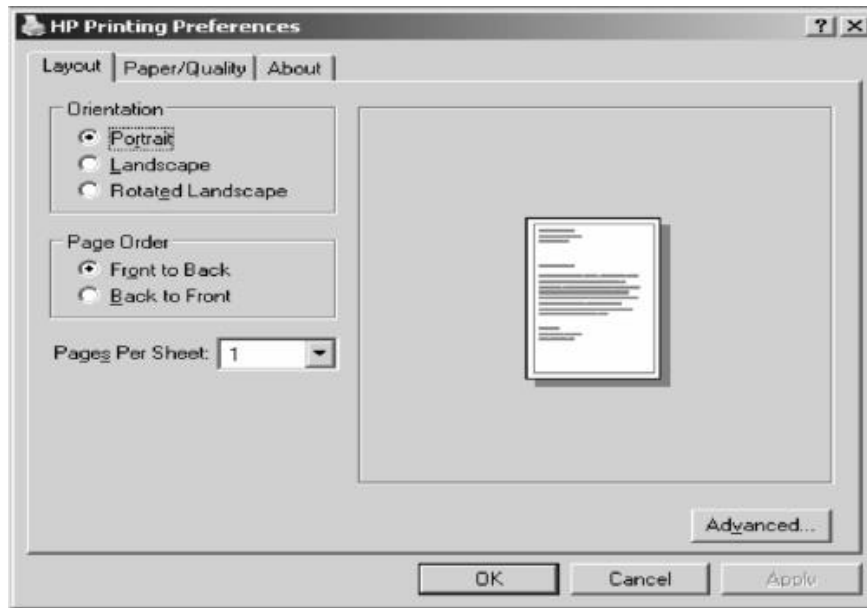 HP Printing Preferences
Layout Paper/Quality About
Orientation
Portrait
Landscape
Rotated Landscape
Page Order
Front to Back
Back to Front
Pages Per Sheet: 1
Advanced...
OK Cancel Apply